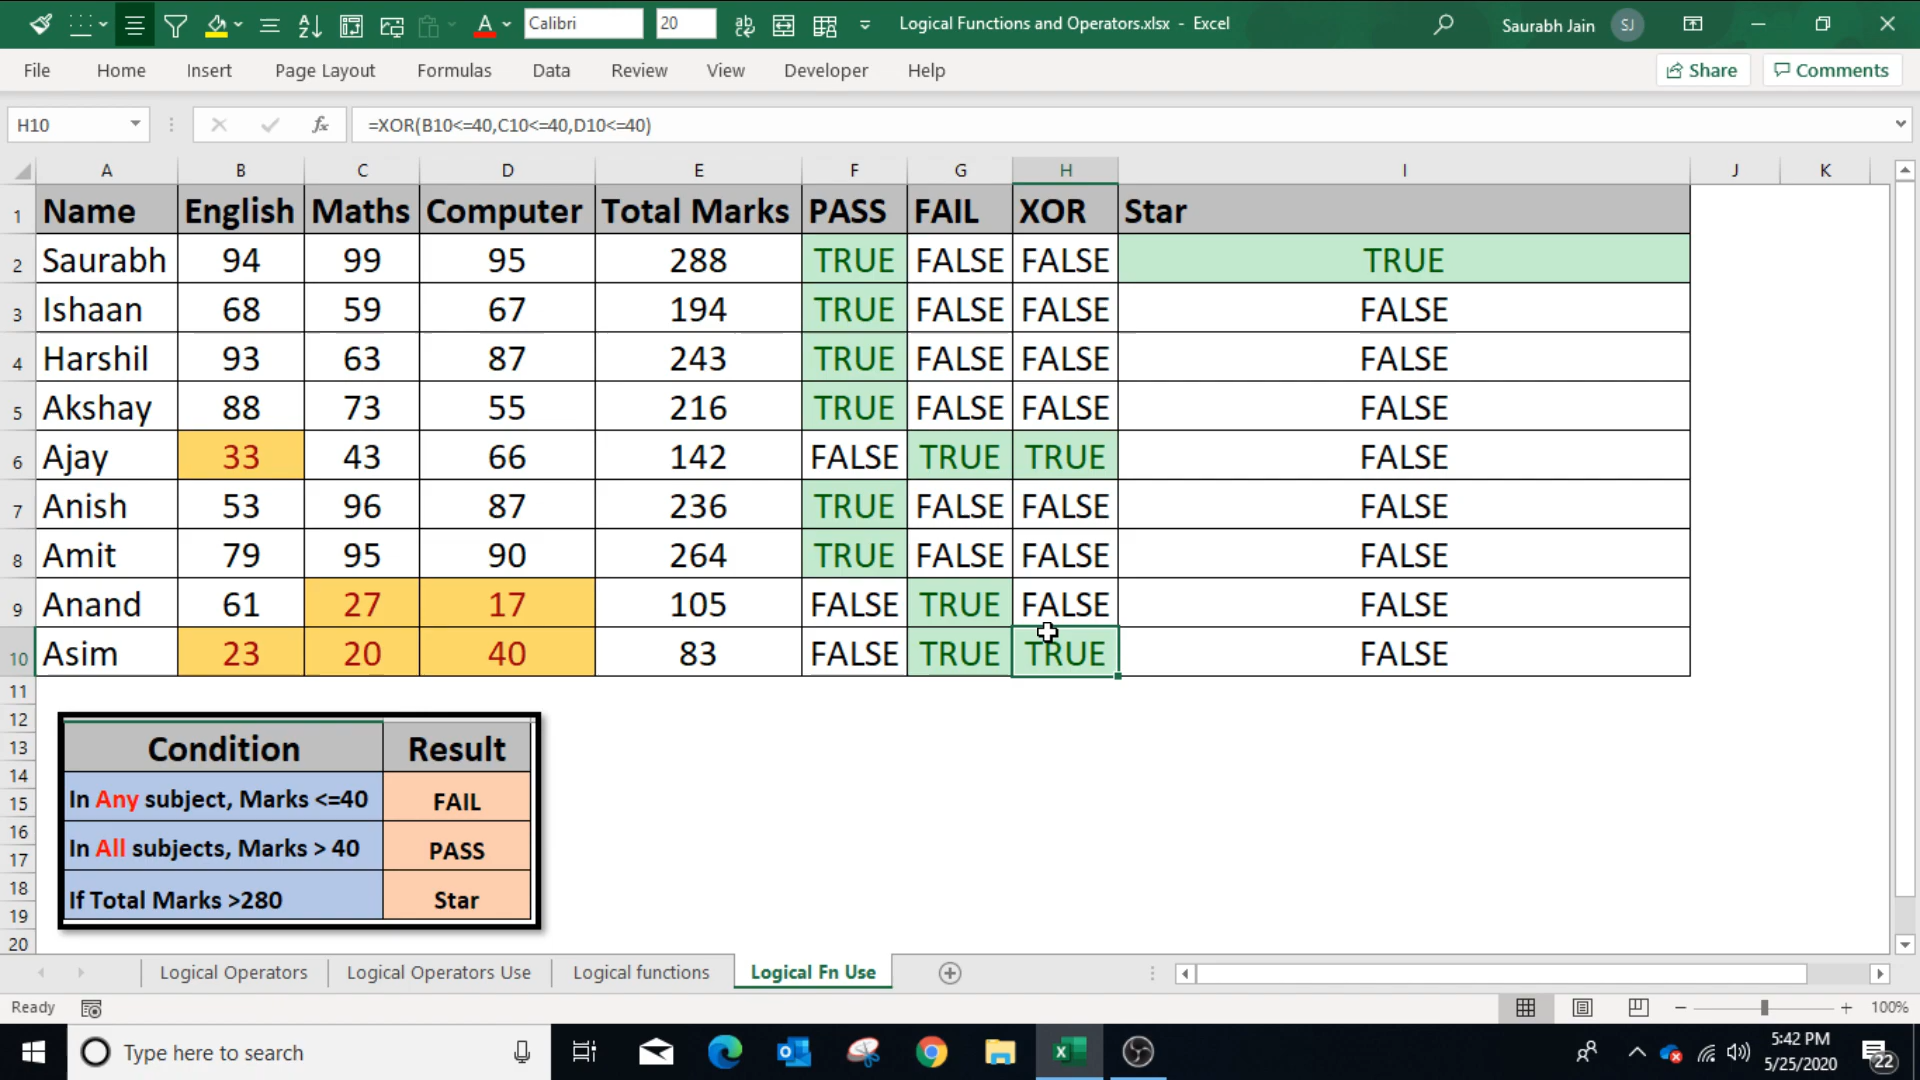 Calibri 20 Logical Functions and Operators.xlsx - Excel Saurabh Jain SJ
File Home Insert Page Layout Formulas Data Review View Developer Help Share Comments
H10 fx =XOR(B10<=40,C10<=40,D10<=40)
A B C D E F G H I J K
1 Name English Maths Computer Total Marks PASS FAIL XOR Star
2 Saurabh 94 99 95 288 TRUE FALSE FALSE TRUE
3 Ishaan 68 59 67 194 TRUE FALSE FALSE FALSE
4 Harshil 93 63 87 243 TRUE FALSE FALSE FALSE
5 Akshay 88 73 55 216 TRUE FALSE FALSE FALSE
6 Ajay 33 43 66 142 FALSE TRUE TRUE FALSE
7 Anish 53 96 87 236 TRUE FALSE FALSE FALSE
8 Amit 79 95 90 264 TRUE FALSE FALSE FALSE
9 Anand 61 27 17 105 FALSE TRUE FALSE FALSE
10 Asim 23 20 40 83 FALSE TRUE TRUE FALSE
11
12
13 Condition Result
14
15 In Any subject, Marks <=40 FAIL
16
17 In All subjects, Marks > 40 PASS
18
19 If Total Marks >280 Star
20
Logical Operators Logical Operators Use Logical functions Logical Fn Use
Ready 100%
Type here to search 5:42 PM
5/25/2020 22